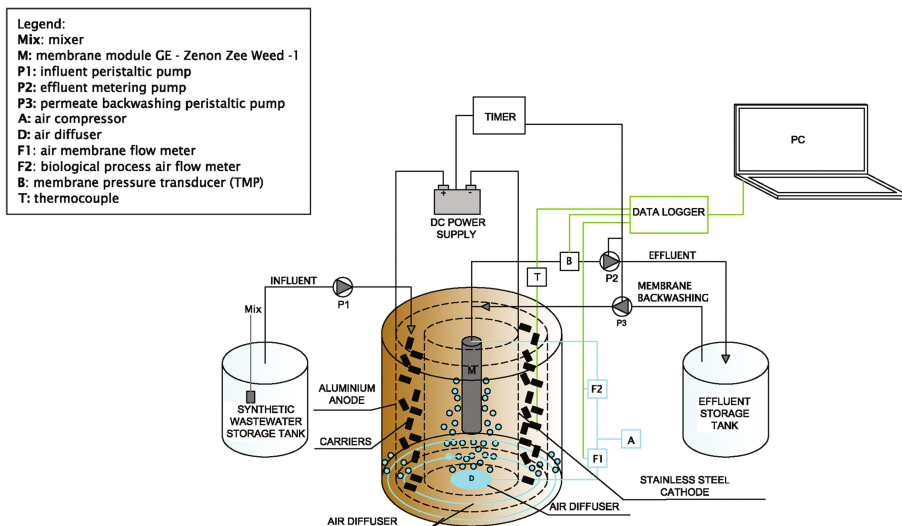 Legend:
Mix: mixer
M: membrane module GE - Zenon Zee Weed -1
P1: influent peristaltic pump
P2: effluent metering pump
P3: permeate backwashing peristaltic pump
A: air compressor
D: air diffuser
F1: air membrane flow meter
F2: biological process air flow meter
B: membrane pressure transducer (TMP)
T: thermocouple
TIMER
PC
+ -
DC POWER
SUPPLY
DATA LOGGER
B
P2
EFFLUENT
T
INFLUENT
P1
MEMBRANE
BACKWASHING
P3
Mix
M
ALUMINIUM
ANODE
F2
SYNTHETIC
WASTEWATER
STORAGE TANK
EFFLUENT
STORAGE
TANK
CARRIERS
A
F1
D
STAINLESS STEEL
CATHODE
AIR DIFFUSER
AIR DIFFUSER